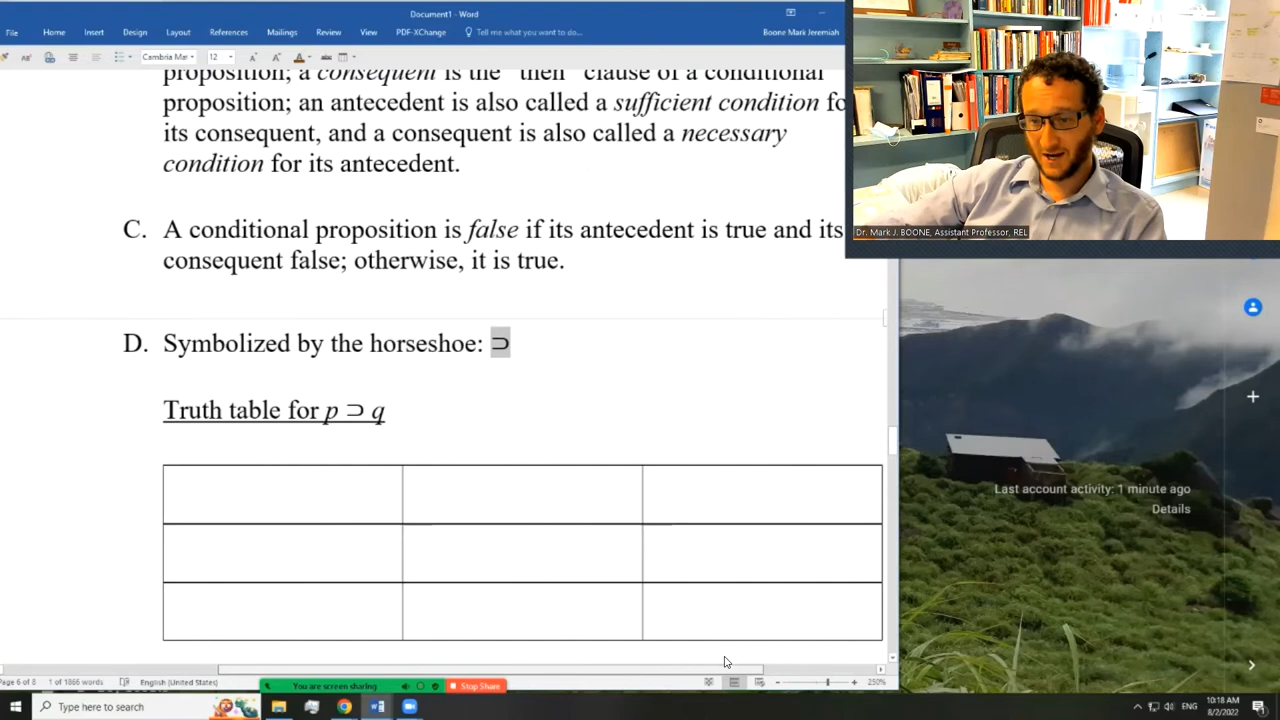 Document1 - Word
File Home Insert Design Layout References Mailings Review View PDF-XChange Tell me what you want to do... Boone Mark Jeremiah
Cambria Mat 12
proposition; a consequent is the "then" clause of a conditional
proposition; an antecedent is also called a sufficient condition fo
its consequent, and a consequent is also called a necessary
condition for its antecedent.
C. A conditional proposition is false if its antecedent is true and its
consequent false; otherwise, it is true.
D. Symbolized by the horseshoe: ⊃
Truth table for p ⊃ q
Dr. Mark J. BOONE, Assistant Professor, REL
Last account activity: 1 minute ago
Details
Page 6 of 8 1 of 1866 words English (United States) 250%
You are screen sharing Stop Share
Type here to search
ENG
10:18 AM
8/2/2022